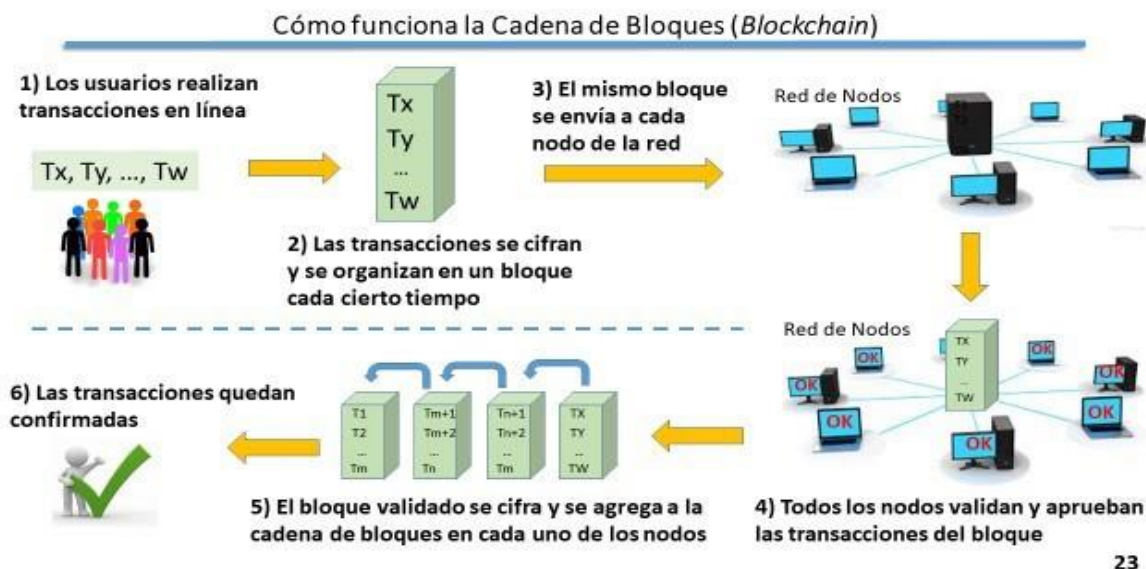 Cómo funciona la Cadena de Bloques (Blockchain)
1) Los usuarios realizan
transacciones en línea
Tx, Ty, ..., Tw
Tx
Ty
...
Tw
2) Las transacciones se cifran
y se organizan en un bloque
cada cierto tiempo
3) El mismo bloque
se envía a cada
nodo de la red
Red de Nodos
Red de Nodos
TX
TY
...
TW
OK
OK
OK
OK
OK
OK
OK
4) Todos los nodos validan y aprueban
las transacciones del bloque
T1
T2
...
Tm
Tm+1
Tm+2
...
Tn
Tn+1
Tn+2
...
Tm
TX
TY
...
TW
5) El bloque validado se cifra y se agrega a la
cadena de bloques en cada uno de los nodos
6) Las transacciones quedan
confirmadas
23